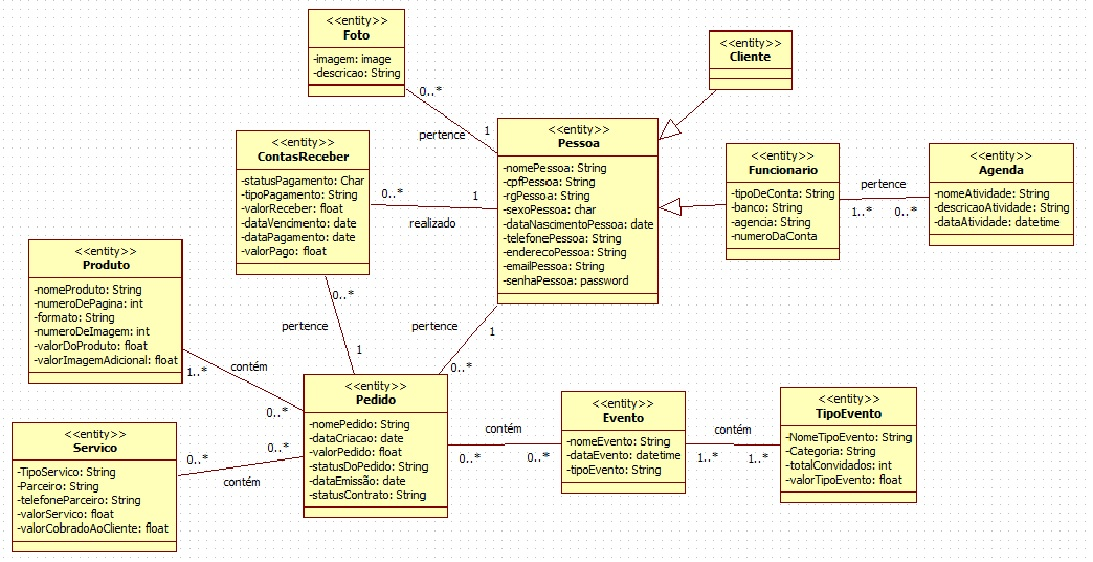 <<entity>>
Foto
-imagem: image
-descricao: String
0..*
pertence
1
<<entity>>
Cliente
<<entity>>
ContasReceber
-statusPagamento: Char
-tipoPagamento: String
-valorReceber: float
-dataVencimento: date
-dataPagamento: date
-valorPago: float
0..*
1
realizado
<<entity>>
Pessoa
-nomePessoa: String
-cpfPessoa: String
-rgPessoa: String
-sexoPessoa: char
-dataNascimentoPessoa: date
-telefonePessoa: String
-enderecoPessoa: String
-emailPessoa: String
-senhaPessoa: password
<<entity>>
Funcionario
-tipoDeConta: String
-banco: String
-agencia: String
-numeroDaConta
pertence
1..*
0..*
<<entity>>
Agenda
-nomeAtividade: String
-descricaoAtividade: String
-dataAtividade: datetime
<<entity>>
Produto
-nomeProduto: String
-numeroDePagina: int
-formato: String
-numeroDeImagem: int
-valorDoProduto: float
-valorImagemAdicional: float
0..*
pertence
1
pertence
1
0..*
1..*
contém
0..*
<<entity>>
Servico
-TipoServico: String
-Parceiro: String
-telefoneParceiro: String
-valorServico: float
-valorCobradoAoCliente: float
0..*
0..*
contém
<<entity>>
Pedido
-nomePedido: String
-dataCriacao: date
-valorPedido: float
-statusDoPedido: String
-dataEmissão: date
-statusContrato: String
contém
0..*
0..*
<<entity>>
Evento
-nomeEvento: String
-dataEvento: datetime
-tipoEvento: String
contém
1..*
1..*
<<entity>>
TipoEvento
-NomeTipoEvento: String
-Categoria: String
-totalConvidados: int
-valorTipoEvento: float